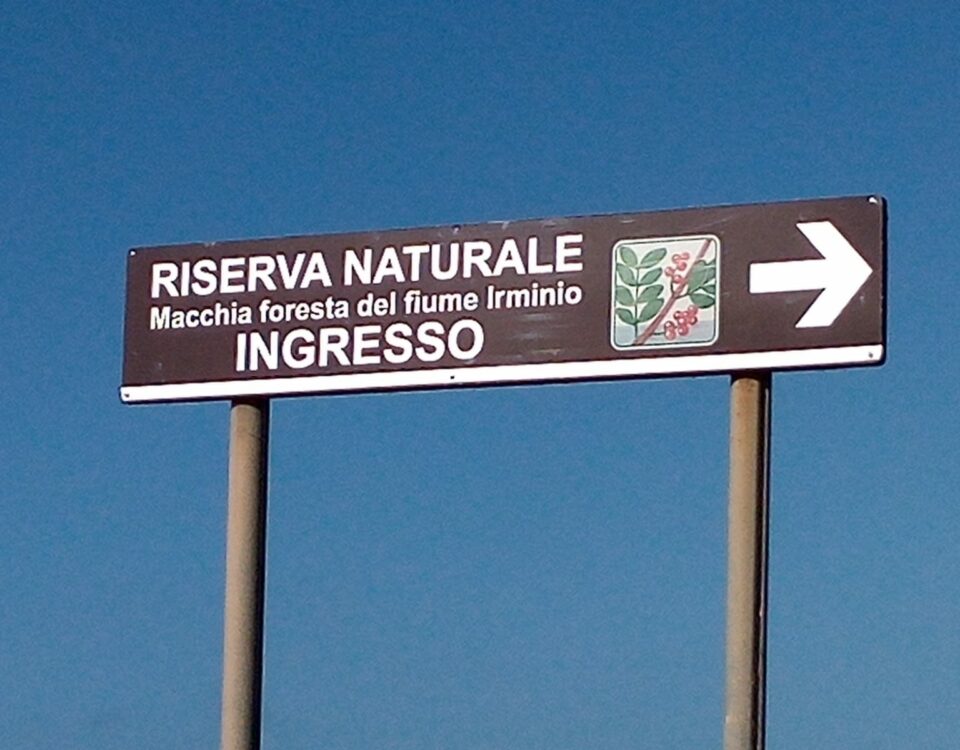 RISERVA NATURALE
Macchia foresta del fiume Irminio
INGRESSO